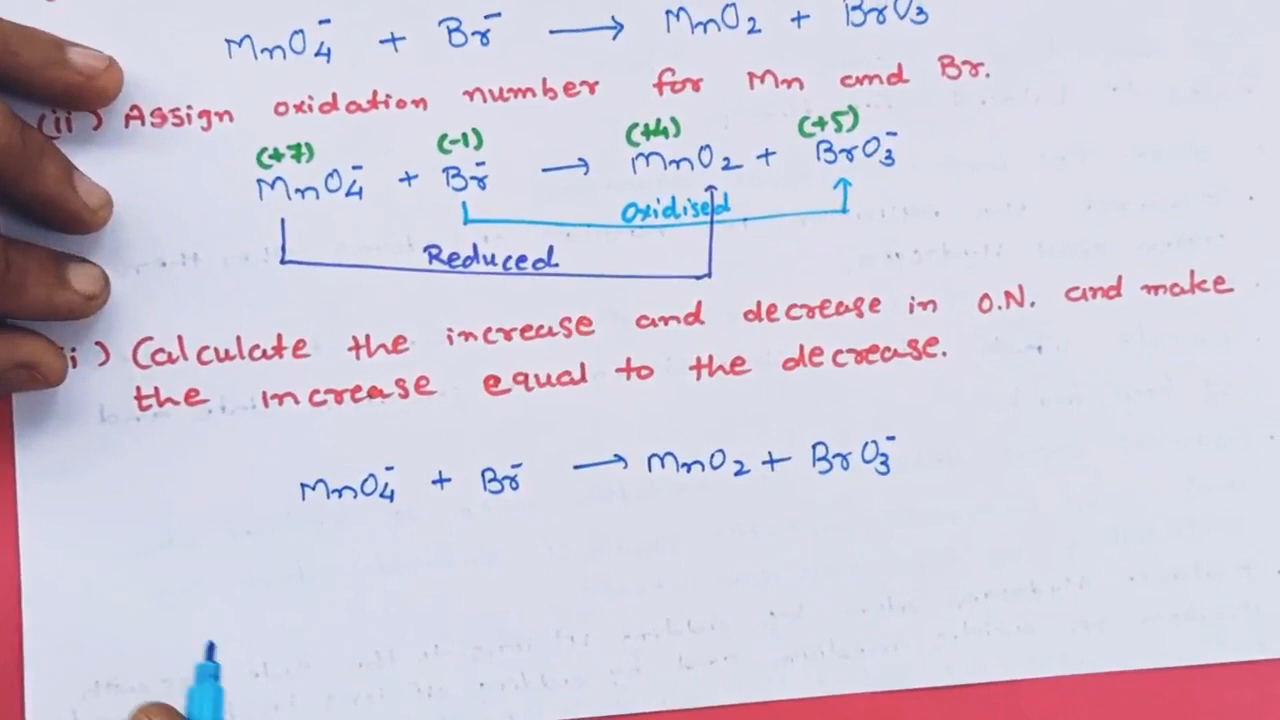 MnO₄⁻ + Br⁻ ⟶ MnO₂ + BrO₃
(ii) Assign oxidation number for Mn and Br.
(+7) (-1) (+4) (+5)
MnO₄⁻ + Br⁻ ⟶ MnO₂ + BrO₃⁻
Oxidised
Reduced
i) Calculate the increase and decrease in O.N. and make
the increase equal to the decrease.
MnO₄⁻ + Br⁻ ⟶ MnO₂ + BrO₃⁻